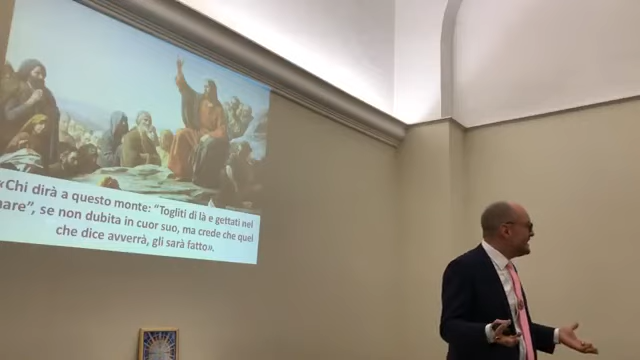 «Chi dirà a questo monte: "Togliti di là e gettati nel
mare", se non dubita in cuor suo, ma crede che quel
che dice avverrà, gli sarà fatto».